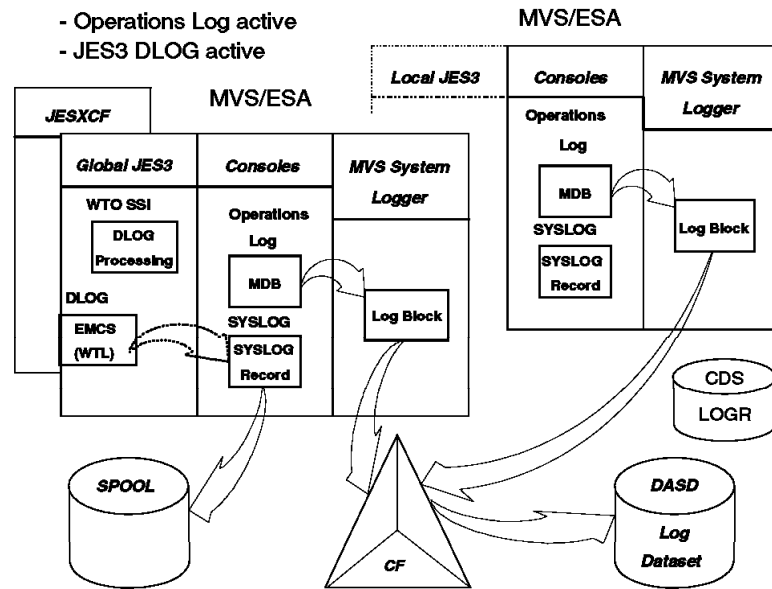 - Operations Log active
- JES3 DLOG active
MVS/ESA
MVS/ESA
JESXCF
Global JES3
Consoles
MVS System
Logger
WTO SSI
DLOG
Processing
DLOG
EMCS
(WTL)
Operations
Log
MDB
SYSLOG
SYSLOG
Record
Log Block
Local JES3
Consoles
MVS System
Logger
Operations
Log
MDB
SYSLOG
SYSLOG
Record
Log Block
CDS
LOGR
SPOOL
CF
DASD
Log
Dataset